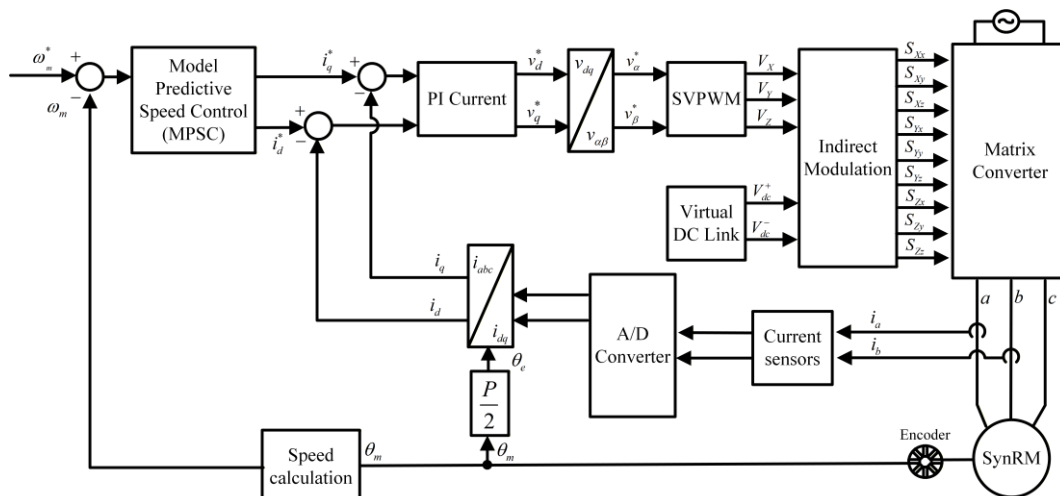 ω*m
ωm
+
−
Model
Predictive
Speed Control
(MPSC)
i*q
i*d
+
−
+
−
PI Current
v*d
v*q
vdq
vαβ
v*α
v*β
SVPWM
VX
VY
VZ
Virtual
DC Link
V+dc
V−dc
Indirect
Modulation
SXx
SXy
SXz
SYx
SYy
SYz
SZx
SZy
SZz
Matrix
Converter
a
b
c
iq
id
iabc
idq
θe
P
2
θm
A/D
Converter
Current
sensors
ia
ib
Speed
calculation
θm
Encoder
SynRM